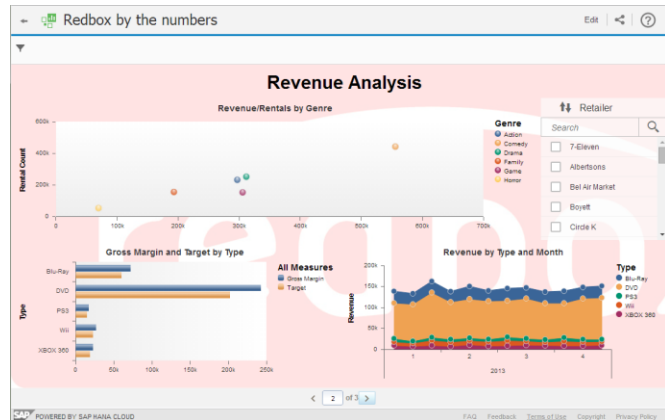 Redbox by the numbers
Edit
Revenue Analysis
Revenue/Rentals by Genre
Rental Count
600k
400k
200k
0
0 100k 200k 300k 400k 500k 600k 700k
Genre
Action
Comedy
Drama
Family
Game
Horror
Retailer
Search
7-Eleven
Albertsons
Bel Air Market
Boyett
Circle K
Gross Margin and Target by Type
Type
Blu-Ray
DVD
PS3
Wii
XBOX 360
0 50k 100k 150k 200k 250k
All Measures
Gross Margin
Target
Revenue by Type and Month
Revenue
200k
150k
100k
50k
0
1 2 3 4
2013
Type
Blu-Ray
DVD
PS3
Wii
XBOX 360
redbox
2 of 3
SAP POWERED BY SAP HANA CLOUD
FAQ Feedback Terms of Use Copyright Privacy Policy